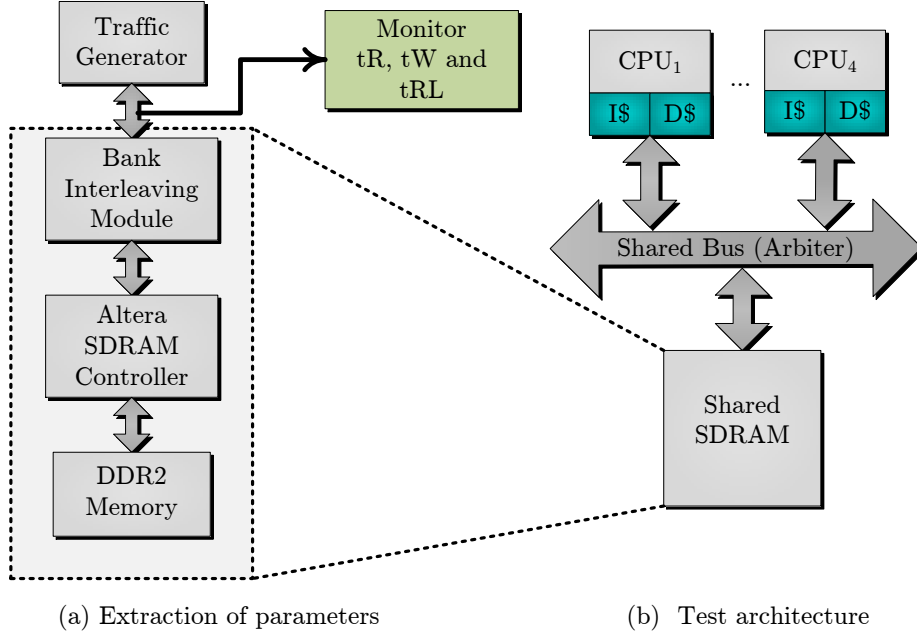 Traffic
Generator
Monitor
tR, tW and
tRL
Bank
Interleaving
Module
Altera
SDRAM
Controller
DDR2
Memory
(a) Extraction of parameters
CPU₁
I$ D$
...
CPU₄
I$ D$
Shared Bus (Arbiter)
Shared
SDRAM
(b) Test architecture